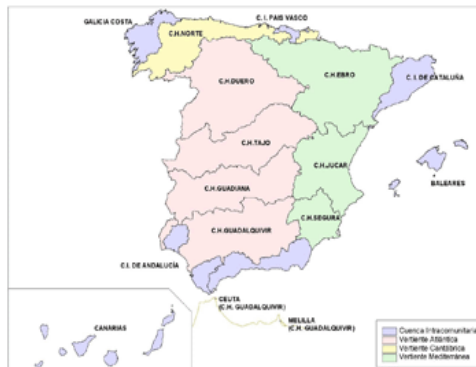 GALICIA COSTA
C.I. PAIS VASCO
C.H.NORTE
C.H.DUERO
C.H.EBRO
C.I. DE CATALUÑA
C.H.TAJO
C.H.JUCAR
BALEARES
C.H.GUADIANA
C.H.SEGURA
C.H.GUADALQUIVIR
C.I. DE ANDALUCÍA
CEUTA
(C.H. GUADALQUIVIR)
MELILLA
(C.H. GUADALQUIVIR)
CANARIAS
Cuenca Intracomunitaria
Vertiente Atlántica
Vertiente Cantábrica
Vertiente Mediterránea